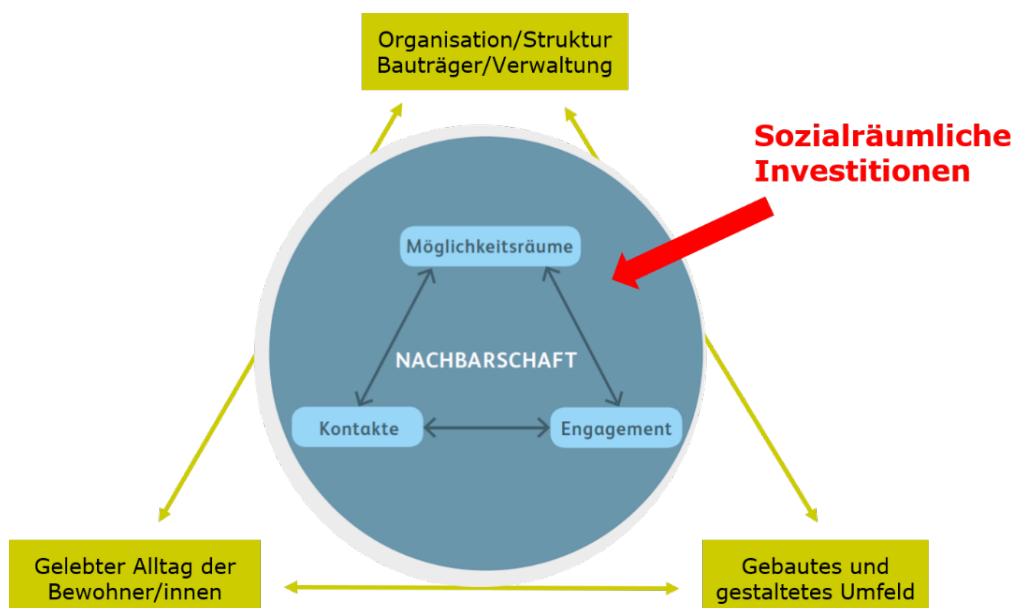 Organisation/Struktur
Bauträger/Verwaltung
Sozialräumliche
Investitionen
Möglichkeitsräume
NACHBARSCHAFT
Kontakte
Engagement
Gelebter Alltag der
Bewohner/innen
Gebautes und
gestaltetes Umfeld